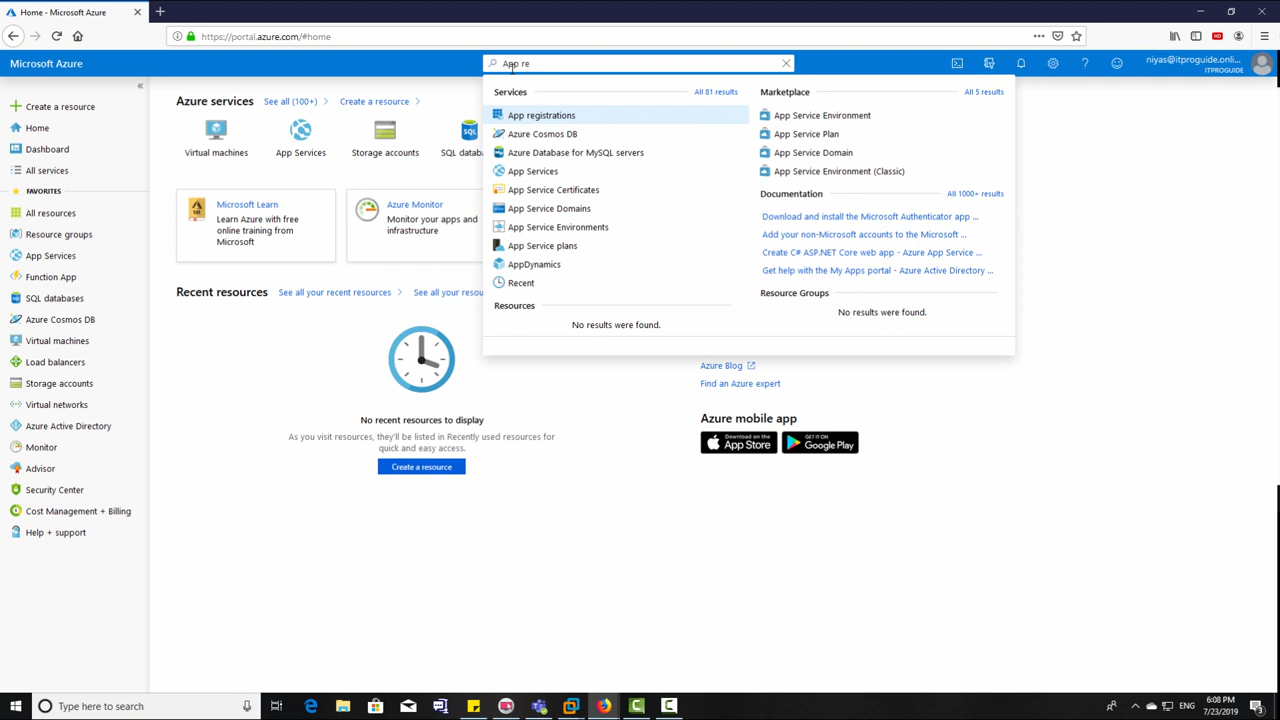 Home - Microsoft Azure
https://portal.azure.com/#home
Microsoft Azure
App re
niyas@itproguide.onli...
ITPROGUIDE
Create a resource
Home
Dashboard
All services
FAVORITES
All resources
Resource groups
App Services
Function App
SQL databases
Azure Cosmos DB
Virtual machines
Load balancers
Storage accounts
Virtual networks
Azure Active Directory
Monitor
Advisor
Security Center
Cost Management + Billing
Help + support
Azure services See all (100+) Create a resource
Virtual machines
App Services
Storage accounts
SQL datab
SQL
Microsoft Learn
Learn Azure with free
online training from
Microsoft
Azure Monitor
Monitor your apps and
infrastructure
Recent resources See all your recent resources See all your resou
No recent resources to display
As you visit resources, they'll be listed in Recently used resources for
quick and easy access.
Create a resource
Services All 81 results
App registrations
Azure Cosmos DB
Azure Database for MySQL servers
App Services
App Service Certificates
App Service Domains
App Service Environments
App Service plans
AppDynamics
Recent
Resources
No results were found.
Marketplace All 5 results
App Service Environment
App Service Plan
App Service Domain
App Service Environment (Classic)
Documentation All 1000+ results
Download and install the Microsoft Authenticator app ...
Add your non-Microsoft accounts to the Microsoft ...
Create C# ASP.NET Core web app - Azure App Service ...
Get help with the My Apps portal - Azure Active Directory ...
Resource Groups
No results were found.
Azure Blog
Find an Azure expert
Azure mobile app
Download on the
App Store
GET IT ON
Google Play
Type here to search
ENG
6:08 PM
7/23/2019